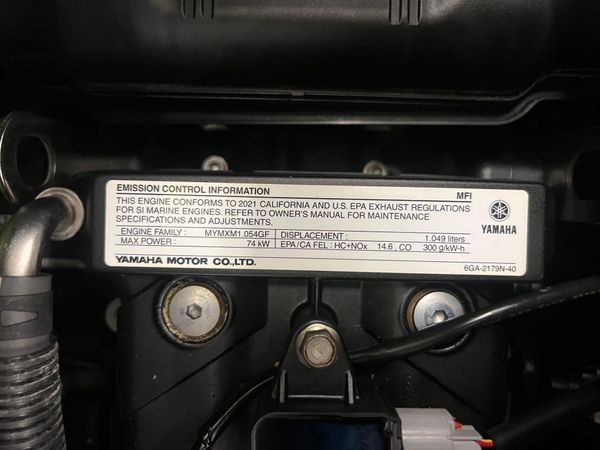 EMISSION CONTROL INFORMATION MFI
THIS ENGINE CONFORMS TO 2021 CALIFORNIA AND U.S. EPA EXHAUST REGULATIONS
FOR SI MARINE ENGINES. REFER TO OWNER'S MANUAL FOR MAINTENANCE
SPECIFICATIONS AND ADJUSTMENTS.
YAMAHA
ENGINE FAMILY : MYMXM1.054GF DISPLACEMENT : 1.049 liters
MAX POWER : 74 kW EPA/CA FEL : HC+NOx 14.6 , CO 300 g/kW-h
YAMAHA MOTOR CO.,LTD.
6GA-2179N-40